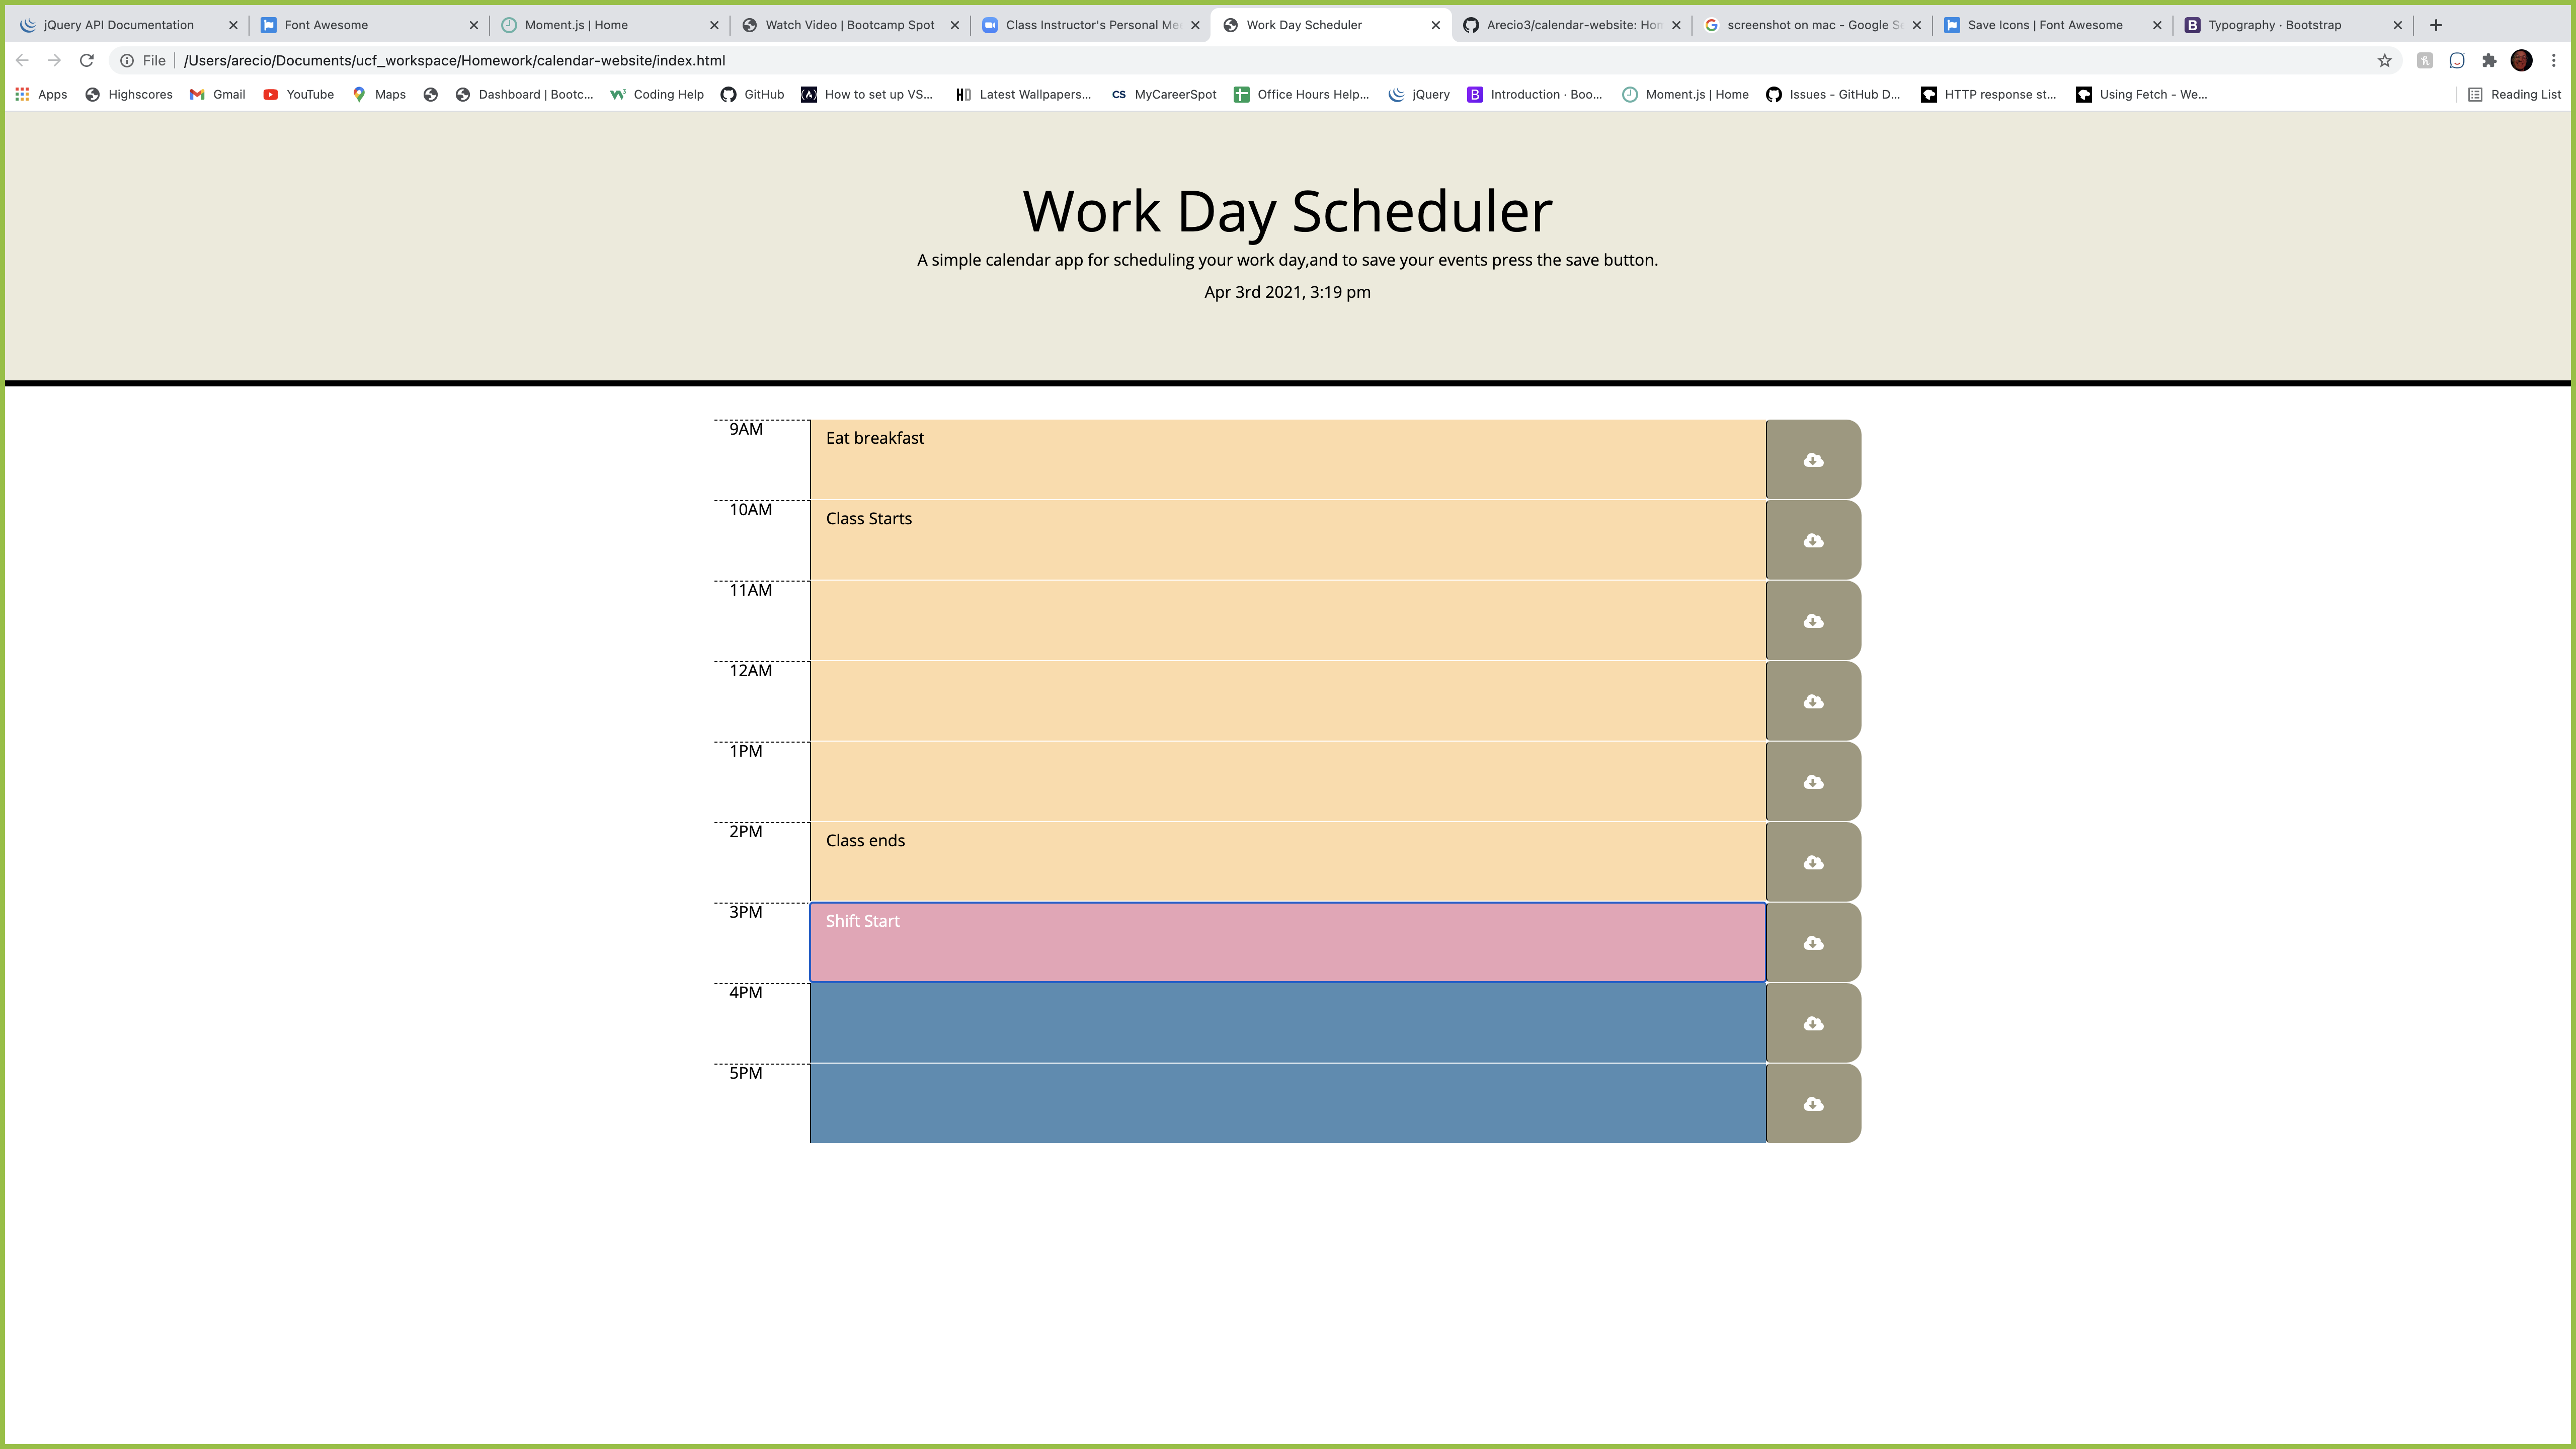 jQuery API Documentation
Font Awesome
Moment.js | Home
Watch Video | Bootcamp Spot
Class Instructor's Personal Me
Work Day Scheduler
Arecio3/calendar-website: Hom
screenshot on mac - Google S
Save Icons | Font Awesome
Typography · Bootstrap
File /Users/arecio/Documents/ucf_workspace/Homework/calendar-website/index.html
Apps Highscores Gmail YouTube Maps Dashboard | Bootc... Coding Help GitHub How to set up VS... Latest Wallpapers... MyCareerSpot Office Hours Help... jQuery Introduction · Boo... Moment.js | Home Issues - GitHub D... HTTP response st... Using Fetch - We... Reading List
Work Day Scheduler
A simple calendar app for scheduling your work day,and to save your events press the save button.
Apr 3rd 2021, 3:19 pm
9AM Eat breakfast
10AM Class Starts
11AM
12AM
1PM
2PM Class ends
3PM Shift Start
4PM
5PM